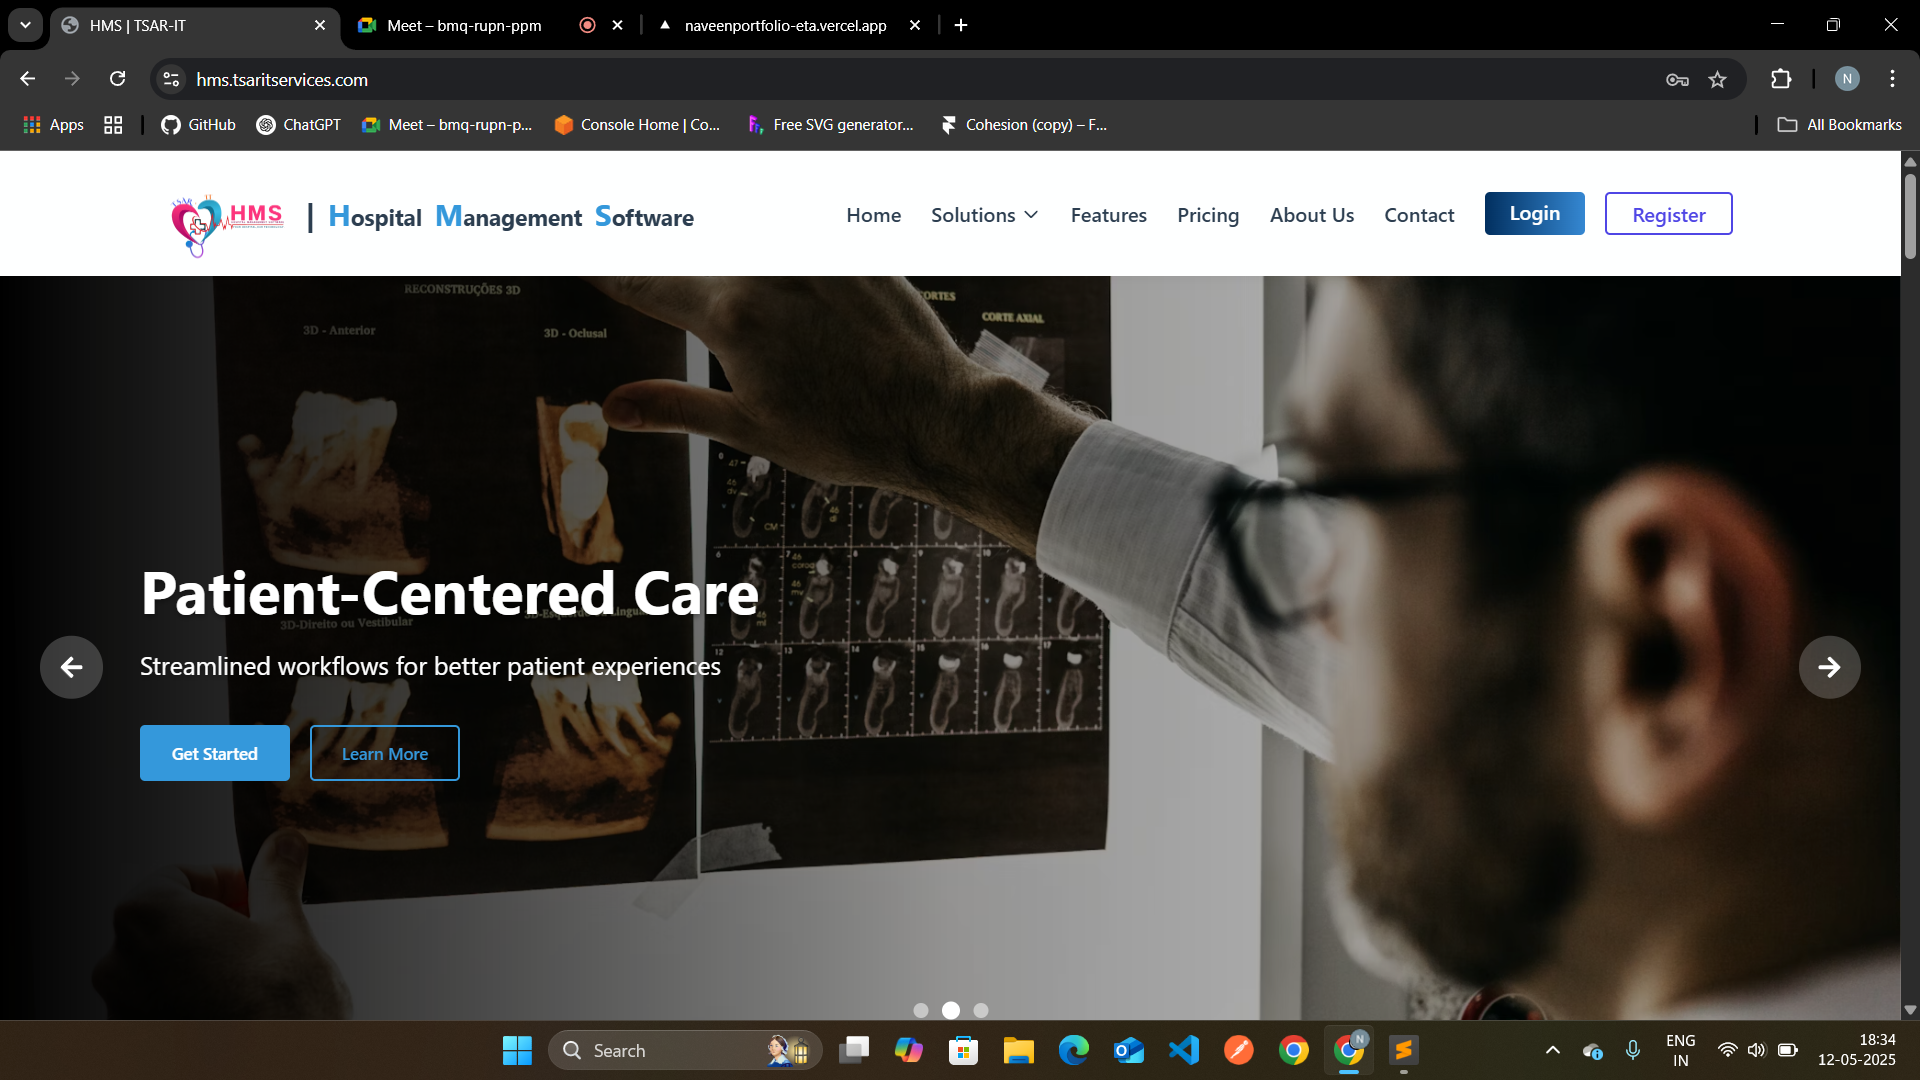 HMS | TSAR-IT
Meet – bmq-rupn-ppm
naveenportfolio-eta.vercel.app
hms.tsaritservices.com
N
Apps
GitHub
ChatGPT
Meet – bmq-rupn-p...
Console Home | Co...
Free SVG generator...
Cohesion (copy) – F...
All Bookmarks
TSAR
HMS
| Hospital Management Software
Home
Solutions
Features
Pricing
About Us
Contact
Login
Register
RECONSTRUÇÕES 3D
CORTES
CORTE AXIAL
3D - Anterior
3D - Oclusal
Patient-Centered Care
3D-Direito ou Vestibular
Streamlined workflows for better patient experiences
Get Started
Learn More
Search
N
ENG
IN
18:34
12-05-2025